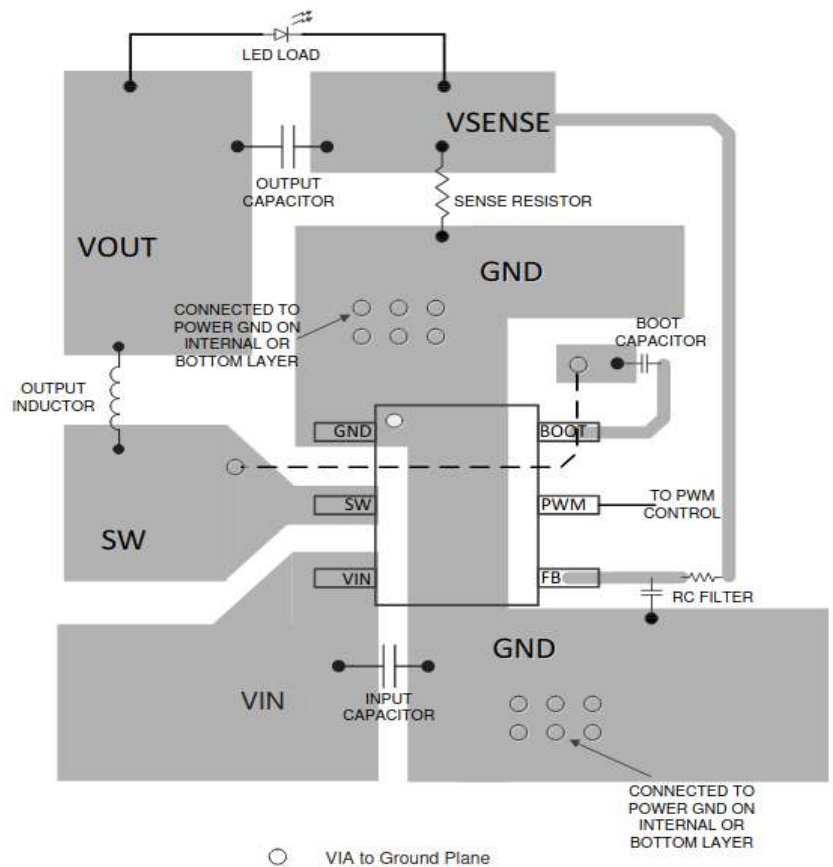 LED LOAD
VSENSE
OUTPUT
CAPACITOR
SENSE RESISTOR
VOUT
GND
CONNECTED TO
POWER GND ON
INTERNAL OR
BOTTOM LAYER
BOOT
CAPACITOR
OUTPUT
INDUCTOR
GND
BOOT
SW
SW
PWM
TO PWM
CONTROL
VIN
FB
RC FILTER
GND
VIN
INPUT
CAPACITOR
CONNECTED TO
POWER GND ON
INTERNAL OR
BOTTOM LAYER
VIA to Ground Plane